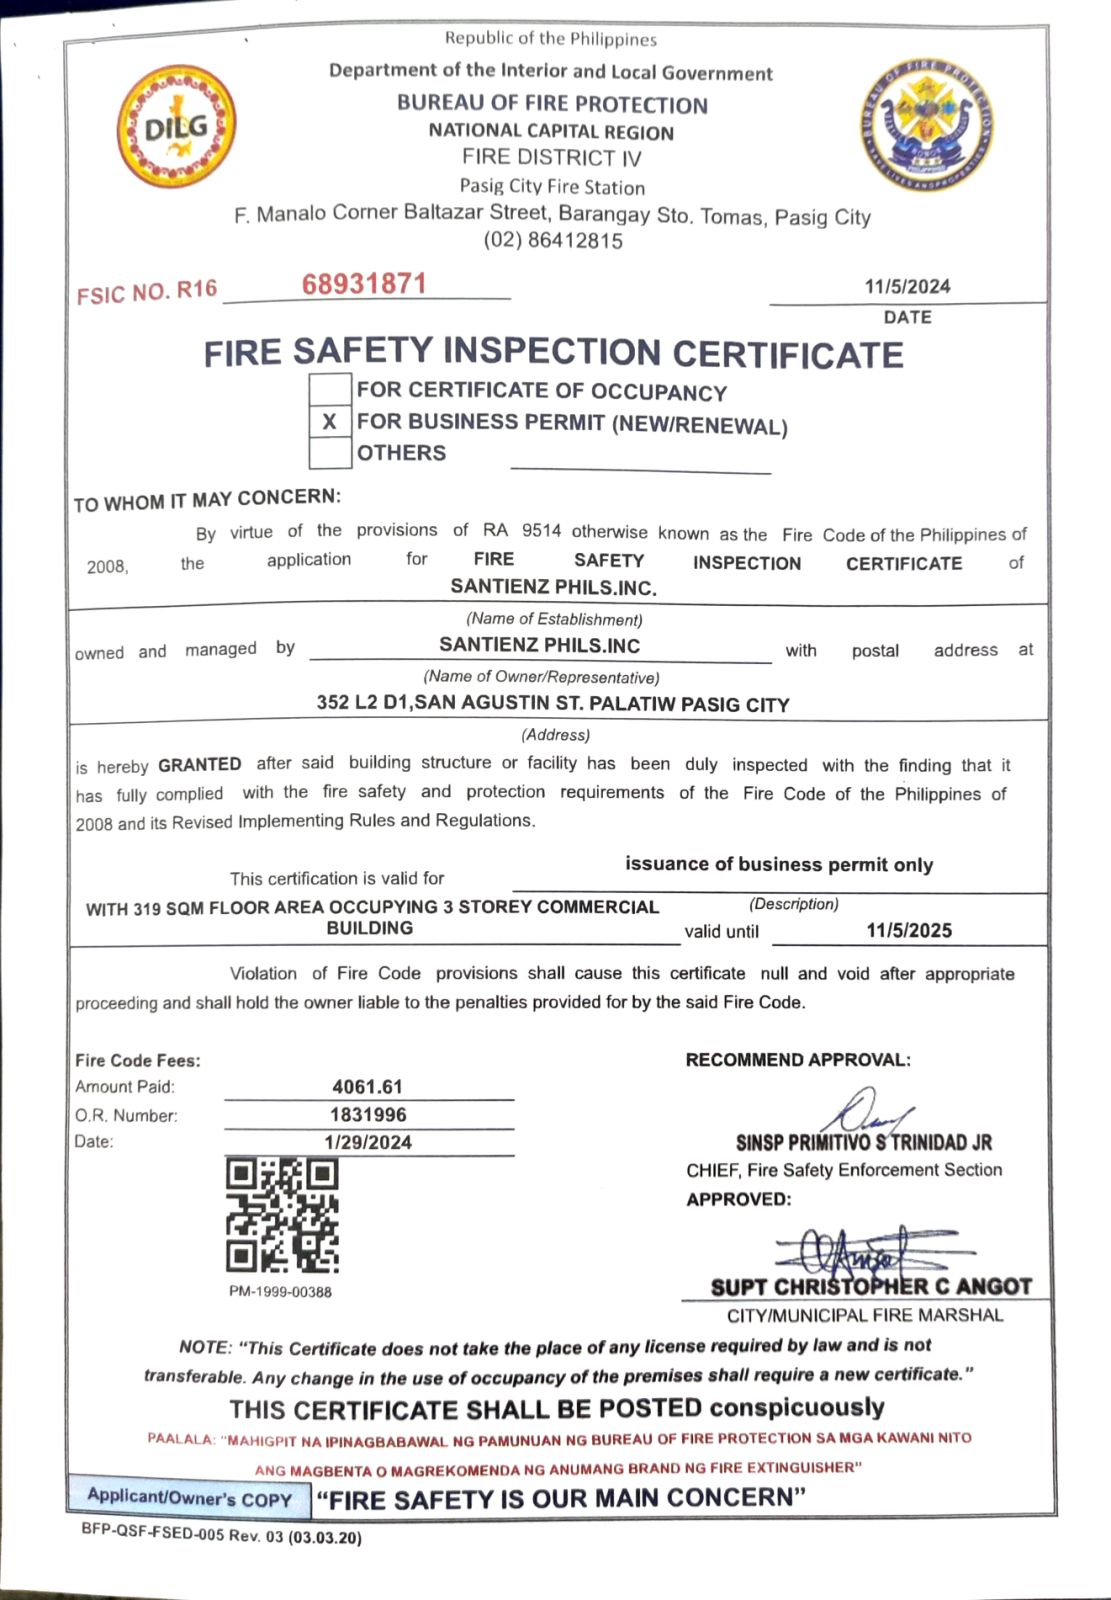 Republic of the Philippines
Department of the Interior and Local Government
BUREAU OF FIRE PROTECTION
NATIONAL CAPITAL REGION
FIRE DISTRICT IV
Pasig City Fire Station
F. Manalo Corner Baltazar Street, Barangay Sto. Tomas, Pasig City
(02) 86412815
DILG
BUREAU OF FIRE PROTECTION
FSIC NO. R16 68931871
11/5/2024
DATE
FIRE SAFETY INSPECTION CERTIFICATE
FOR CERTIFICATE OF OCCUPANCY
X FOR BUSINESS PERMIT (NEW/RENEWAL)
OTHERS
TO WHOM IT MAY CONCERN:
By virtue of the provisions of RA 9514 otherwise known as the Fire Code of the Philippines of
2008, the application for FIRE SAFETY INSPECTION CERTIFICATE of
SANTIENZ PHILS.INC.
(Name of Establishment)
owned and managed by SANTIENZ PHILS.INC with postal address at
(Name of Owner/Representative)
352 L2 D1,SAN AGUSTIN ST. PALATIW PASIG CITY
(Address)
is hereby GRANTED after said building structure or facility has been duly inspected with the finding that it
has fully complied with the fire safety and protection requirements of the Fire Code of the Philippines of
2008 and its Revised Implementing Rules and Regulations.
This certification is valid for issuance of business permit only
(Description)
WITH 319 SQM FLOOR AREA OCCUPYING 3 STOREY COMMERCIAL
BUILDING valid until 11/5/2025
Violation of Fire Code provisions shall cause this certificate null and void after appropriate
proceeding and shall hold the owner liable to the penalties provided for by the said Fire Code.
Fire Code Fees:
Amount Paid: 4061.61
O.R. Number: 1831996
Date: 1/29/2024
PM-1999-00388
RECOMMEND APPROVAL:
SINSP PRIMITIVO S TRINIDAD JR
CHIEF, Fire Safety Enforcement Section
APPROVED:
SUPT CHRISTOPHER C ANGOT
CITY/MUNICIPAL FIRE MARSHAL
NOTE: "This Certificate does not take the place of any license required by law and is not
transferable. Any change in the use of occupancy of the premises shall require a new certificate."
THIS CERTIFICATE SHALL BE POSTED conspicuously
PAALALA: "MAHIGPIT NA IPINAGBABAWAL NG PAMUNUAN NG BUREAU OF FIRE PROTECTION SA MGA KAWANI NITO
ANG MAGBENTA O MAGREKOMENDA NG ANUMANG BRAND NG FIRE EXTINGUISHER"
Applicant/Owner's COPY "FIRE SAFETY IS OUR MAIN CONCERN"
BFP-QSF-FSED-005 Rev. 03 (03.03.20)